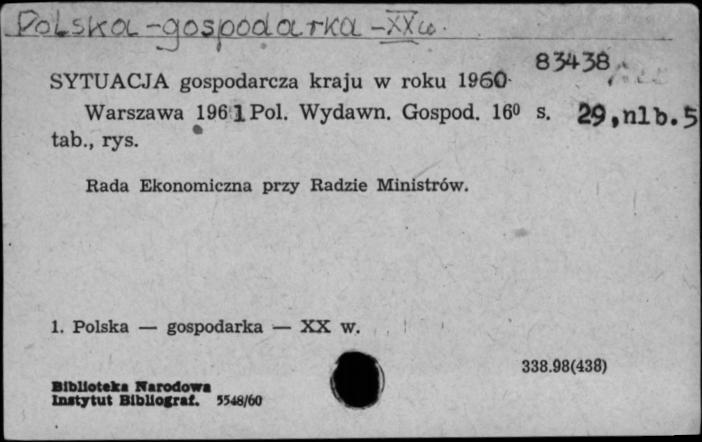 Polska - gospodarka - XX w.
83438
SYTUACJA gospodarcza kraju w roku 1960
Warszawa 1961 Pol. Wydawn. Gospod. 16⁰ s. 29, nlb. 5
tab., rys.
Rada Ekonomiczna przy Radzie Ministrów.
1. Polska — gospodarka — XX w.
338.98(438)
Biblioteka Narodowa
Instytut Bibliograf. 5548/60